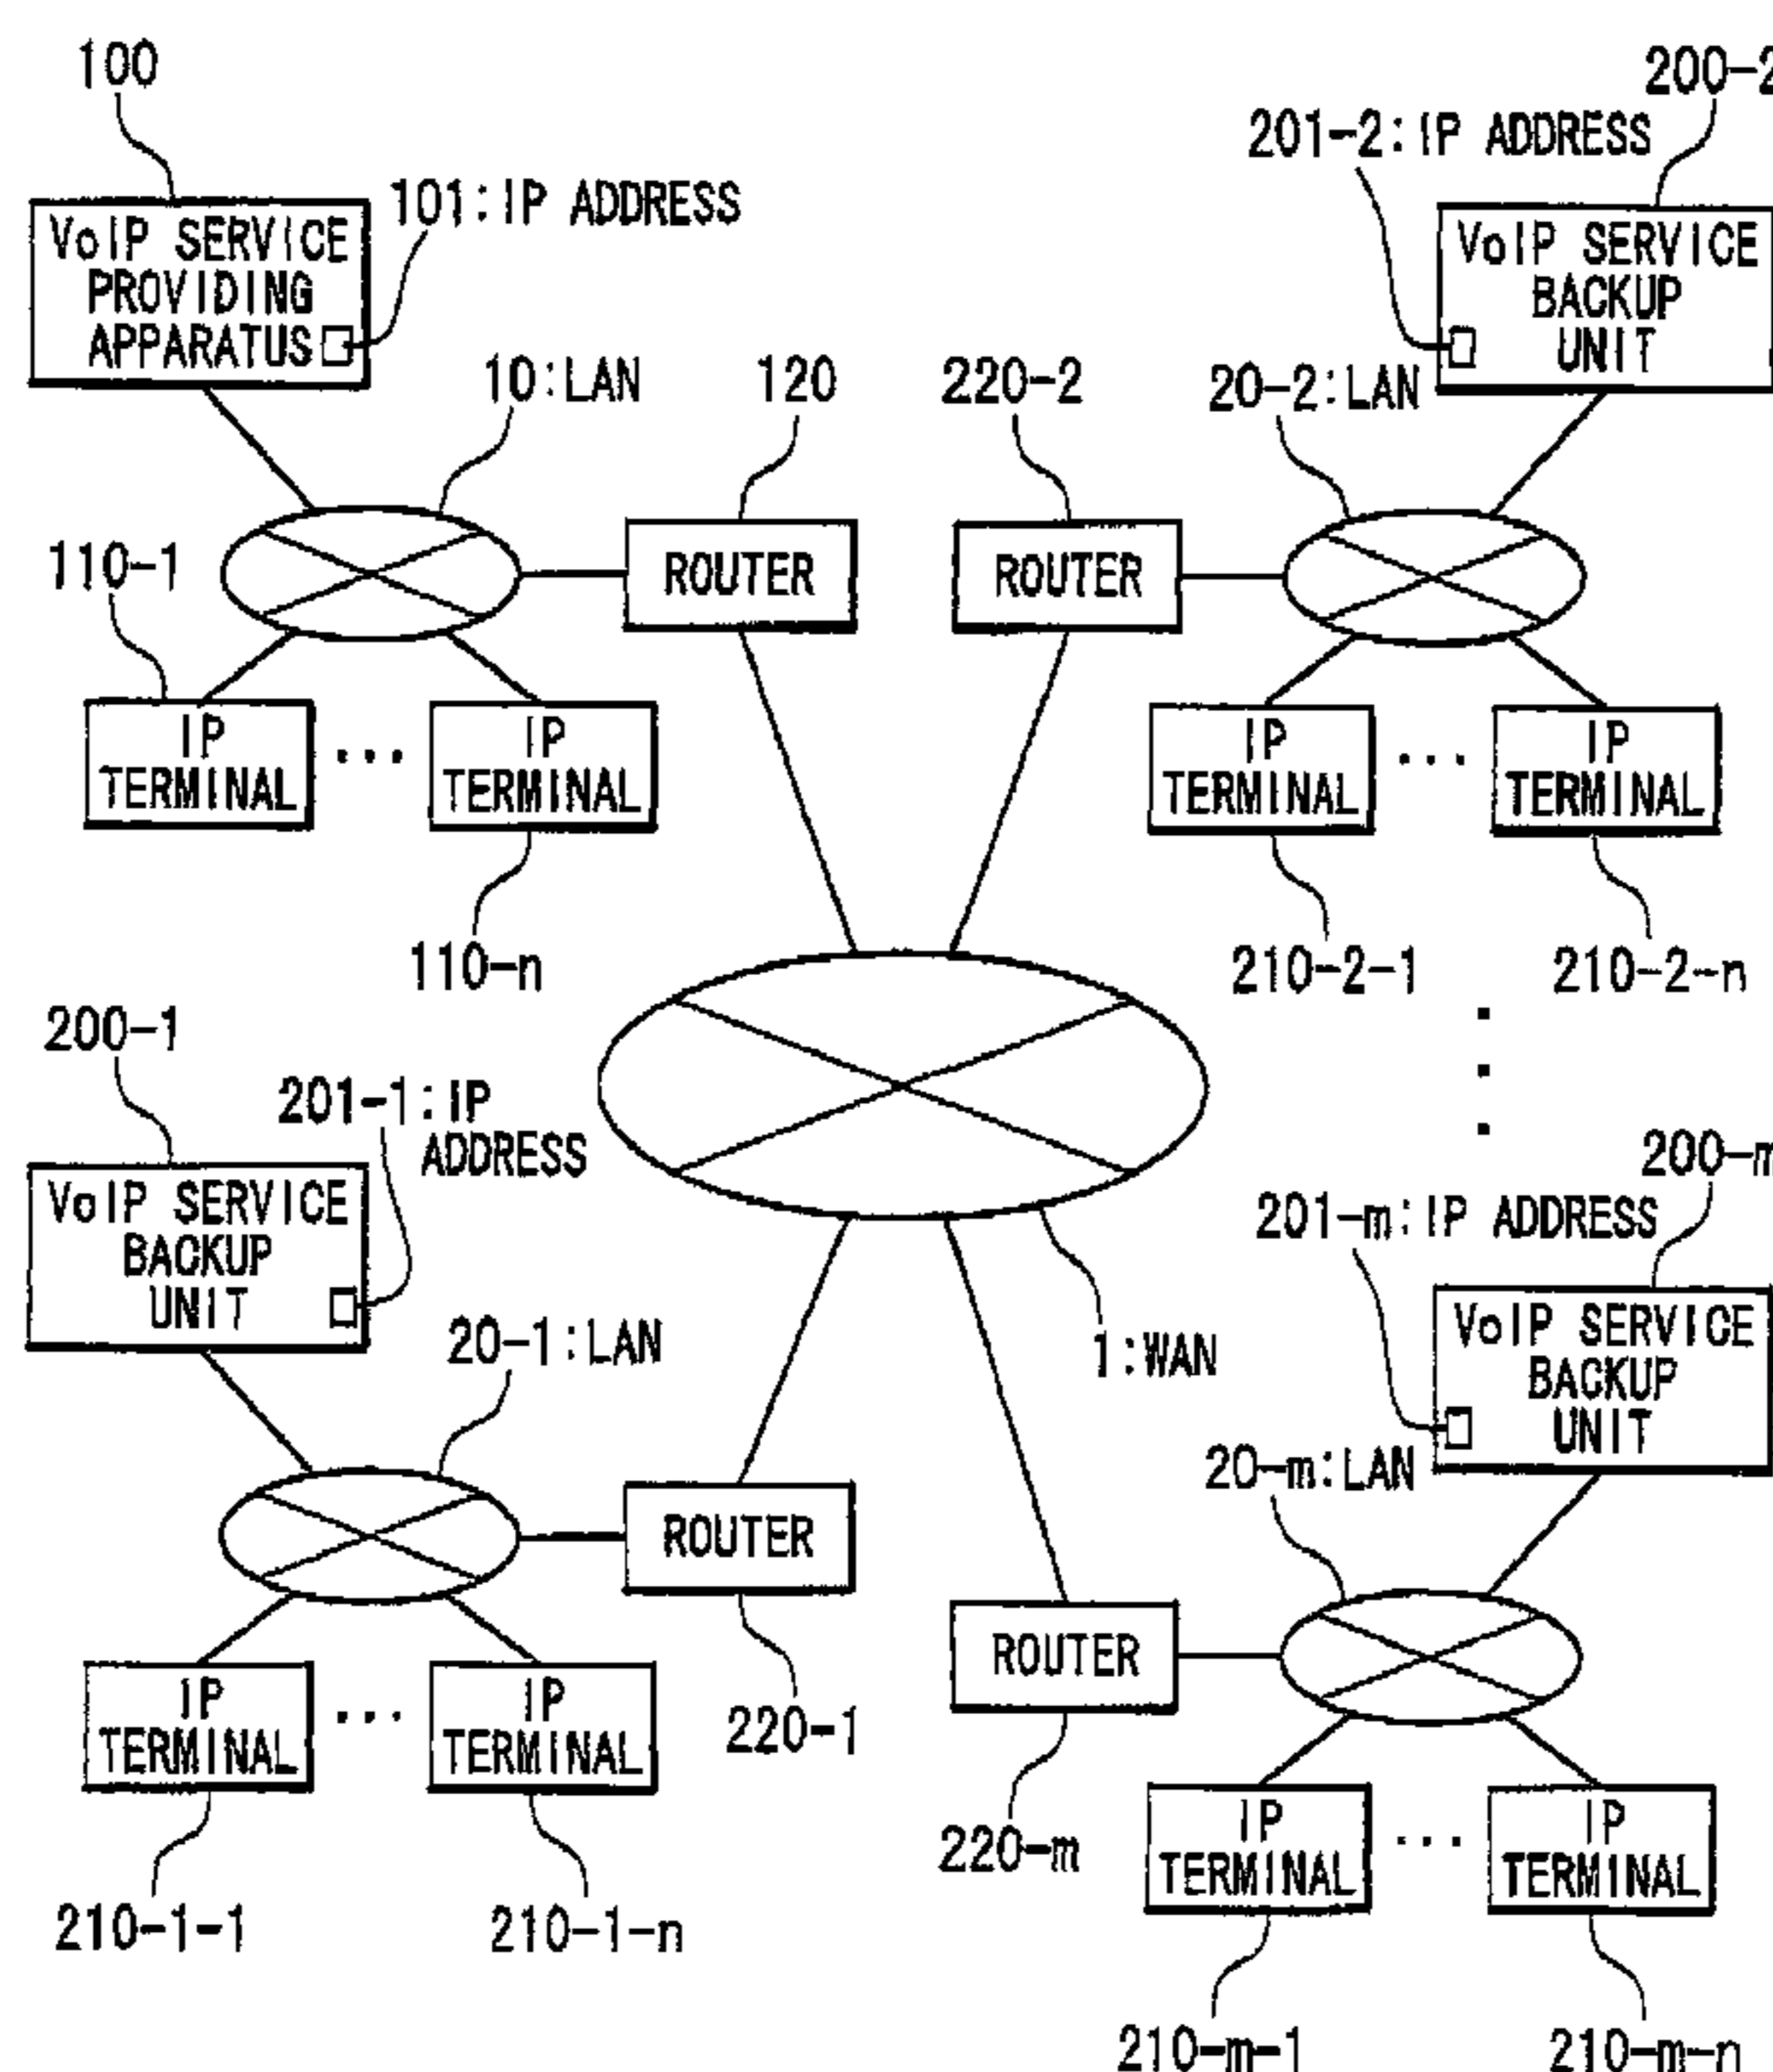 100
200-2
201-2:IP ADDRESS
101:IP ADDRESS
VoIP SERVICE
PROVIDING
APPARATUS
VoIP SERVICE
BACKUP
UNIT
10:LAN
120
220-2
20-2:LAN
110-1
ROUTER
ROUTER
IP
TERMINAL
...
IP
TERMINAL
IP
TERMINAL
...
IP
TERMINAL
110-n
210-2-1
210-2-n
200-1
201-1:IP
ADDRESS
200-m
201-m:IP ADDRESS
VoIP SERVICE
BACKUP
UNIT
20-1:LAN
1:WAN
VoIP SERVICE
BACKUP
UNIT
20-m:LAN
ROUTER
ROUTER
IP
TERMINAL
...
IP
TERMINAL
220-1
220-m
IP
TERMINAL
...
IP
TERMINAL
210-1-1
210-1-n
210-m-1
210-m-n